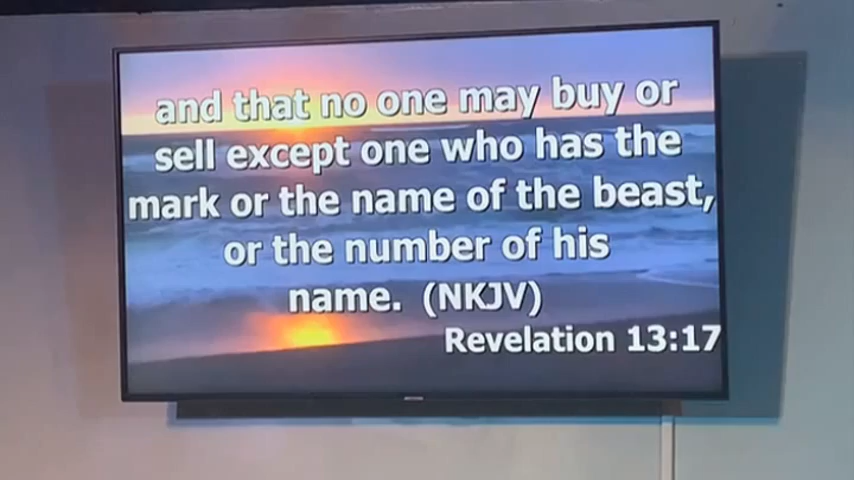 and that no one may buy or
sell except one who has the
mark or the name of the beast,
or the number of his
name. (NKJV)
Revelation 13:17